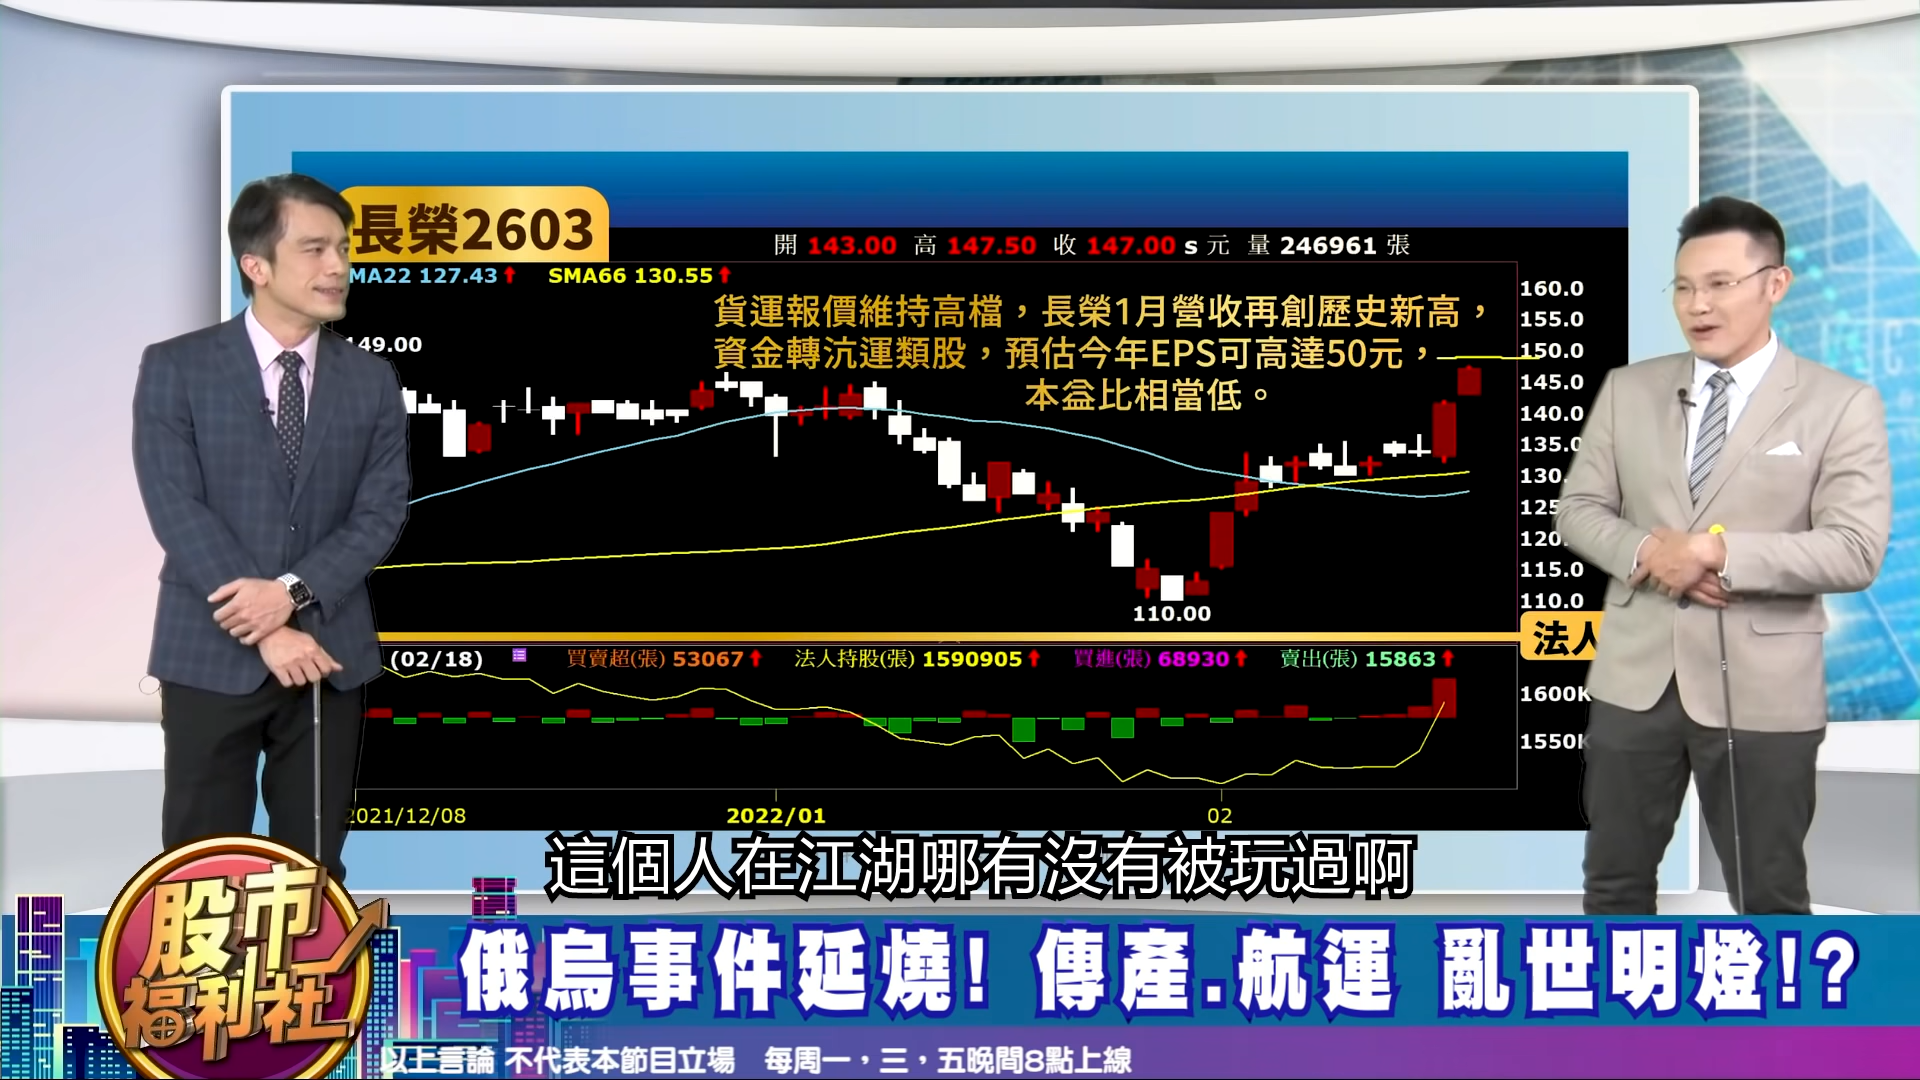 長榮2603
開 143.00 高 147.50 收 147.00 s 元 量 246961 張
MA22 127.43↑ SMA66 130.55↑
貨運報價維持高檔，長榮1月營收再創歷史新高，
資金轉沆運類股，預估今年EPS可高達50元，
本益比相當低。
149.00
160.0
155.0
150.0
145.0
140.0
135.0
130.
125
120.
115.0
110.0
110.00
法人
(02/18) 買賣超(張) 53067↑ 法人持股(張) 1590905↑ 買進(張) 68930↑ 賣出(張) 15863↑
1600K
1550K
2021/12/08 2022/01 02
這個人在江湖哪有沒有被玩過啊
股市
福利社
俄烏事件延燒! 傳產.航運 亂世明燈!?
以上言論 不代表本節目立場 每周一，三，五晚間8點上線